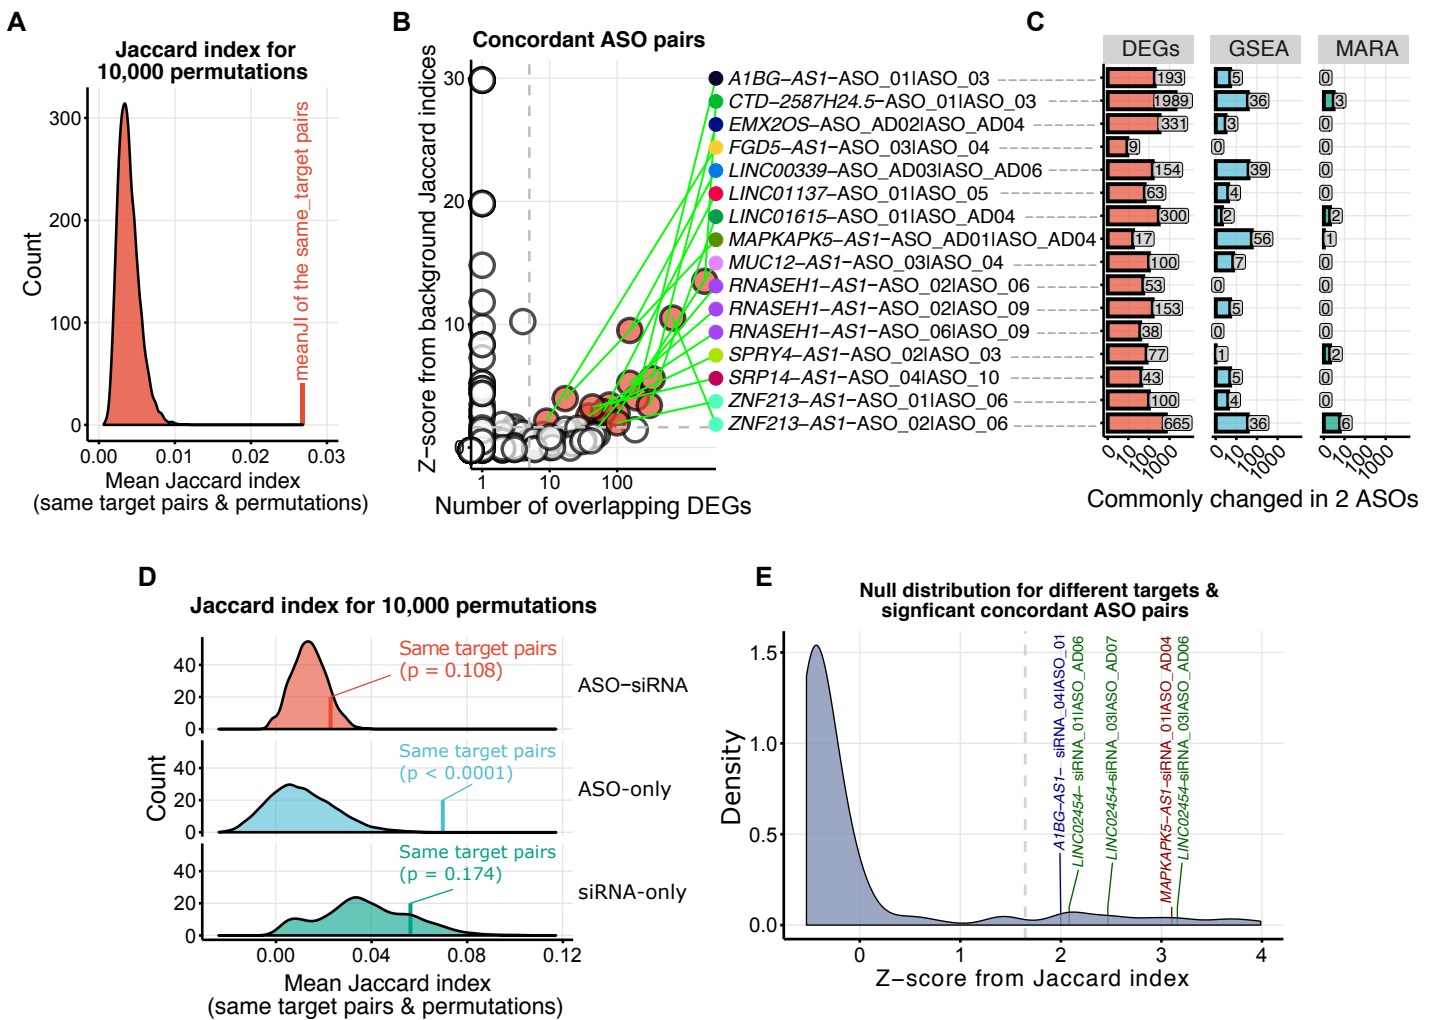 A
Jaccard index for
10,000 permutations
Count
300
200
100
0
meanJI of the same_target pairs
0.00
0.01
0.02
0.03
Mean Jaccard index
(same target pairs & permutations)
B
Concordant ASO pairs
Z-score from background Jaccard indices
30
20
10
0
1
10
100
Number of overlapping DEGs
A1BG-AS1-ASO_01|ASO_03
CTD-2587H24.5-ASO_01|ASO_03
EMX2OS-ASO_AD02|ASO_AD04
FGD5-AS1-ASO_03|ASO_04
LINC00339-ASO_AD03|ASO_AD06
LINC01137-ASO_01|ASO_05
LINC01615-ASO_01|ASO_AD04
MAPKAPK5-AS1-ASO_AD01|ASO_AD04
MUC12-AS1-ASO_03|ASO_04
RNASEH1-AS1-ASO_02|ASO_06
RNASEH1-AS1-ASO_02|ASO_09
RNASEH1-AS1-ASO_06|ASO_09
SPRY4-AS1-ASO_02|ASO_03
SRP14-AS1-ASO_04|ASO_10
ZNF213-AS1-ASO_01|ASO_06
ZNF213-AS1-ASO_02|ASO_06
C
DEGs GSEA MARA
193 5 0
1989 36 3
331 3 0
9 0 0
154 39 0
63 4 0
300 2 2
17 56 1
100 7 0
53 0 0
153 5 0
38 0 0
77 1 2
43 5 0
100 4 0
665 36 6
0 10 100 1000
0 10 100 1000
0 10 100 1000
Commonly changed in 2 ASOs
D
Jaccard index for 10,000 permutations
Count
40
20
0
Same target pairs
(p = 0.108)
ASO-siRNA
40
20
0
Same target pairs
(p < 0.0001)
ASO-only
40
20
0
Same target pairs
(p = 0.174)
siRNA-only
0.00
0.04
0.08
0.12
Mean Jaccard index
(same target pairs & permutations)
E
Null distribution for different targets &
signficant concordant ASO pairs
Density
1.5
1.0
0.5
0.0
A1BG-AS1- siRNA_04|ASO_01
LINC02454- siRNA_01|ASO_AD06
LINC02454-siRNA_03|ASO_AD07
MAPKAPK5-AS1-siRNA_01|ASO_AD04
LINC02454-siRNA_03|ASO_AD06
0
1
2
3
4
Z-score from Jaccard index